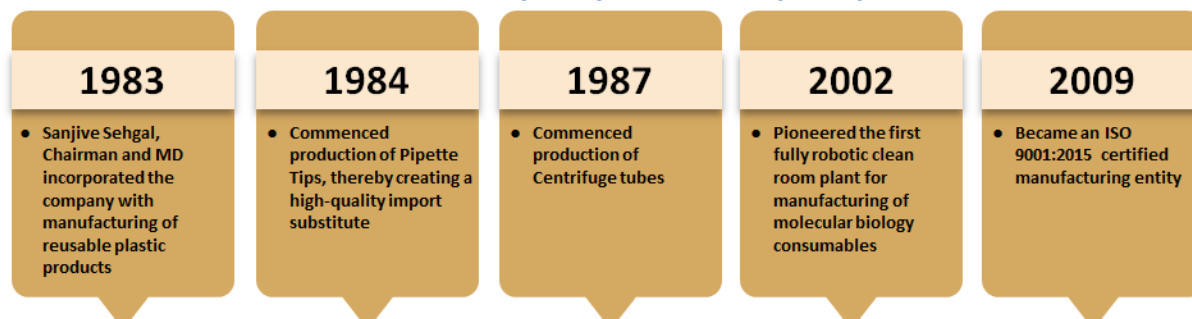 1983
● Sanjive Sehgal,
Chairman and MD
incorporated the
company with
manufacturing of
reusable plastic
products
1984
● Commenced
production of Pipette
Tips, thereby creating a
high-quality import
substitute
1987
● Commenced
production of
Centrifuge tubes
2002
● Pioneered the first
fully robotic clean
room plant for
manufacturing of
molecular biology
consumables
2009
● Became an ISO
9001:2015 certified
manufacturing entity